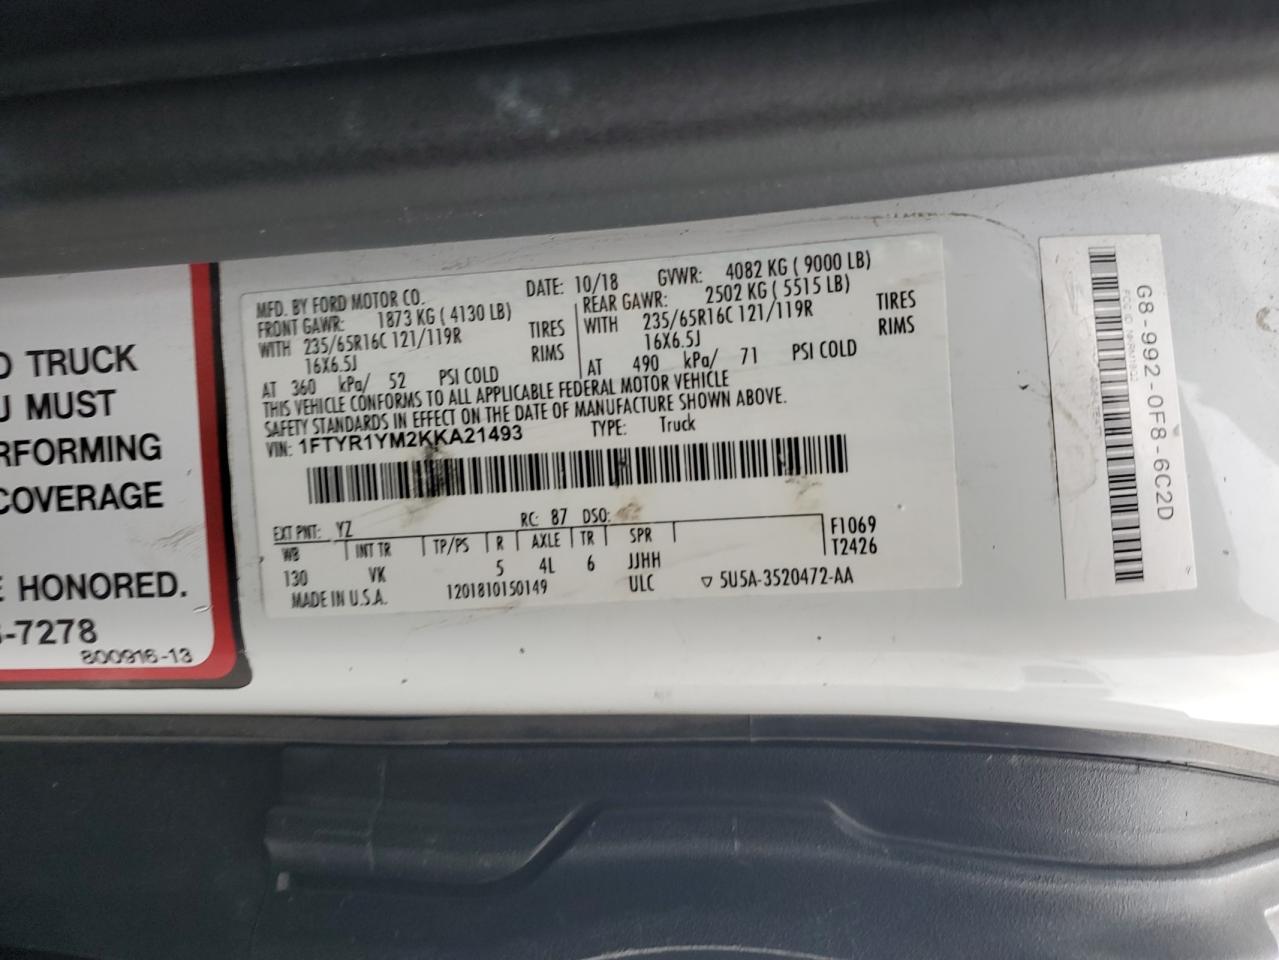 D TRUCK
U MUST
RFORMING
COVERAGE
E HONORED.
-7278
800916-13
MFD. BY FORD MOTOR CO.
DATE: 10/18 GVWR: 4082 KG ( 9000 LB)
FRONT GAWR: 1873 KG ( 4130 LB)
REAR GAWR: 2502 KG ( 5515 LB)
WITH 235/65R16C 121/119R TIRES
WITH 235/65R16C 121/119R TIRES
16X6.5J RIMS
16X6.5J RIMS
AT 360 kPa/ 52 PSI COLD
AT 490 kPa/ 71 PSI COLD
THIS VEHICLE CONFORMS TO ALL APPLICABLE FEDERAL MOTOR VEHICLE
SAFETY STANDARDS IN EFFECT ON THE DATE OF MANUFACTURE SHOWN ABOVE.
VIN: 1FTYR1YM2KKA21493 TYPE: Truck
EXT PNT: YZ RC: 87 DSO:
WB INT TR TP/PS R AXLE TR SPR
130 VK 5 4L 6 JJHH
F1069
T2426
MADE IN U.S.A. 1201810150149 ULC 5U5A-3520472-AA
G8-992-0F8-6C2D